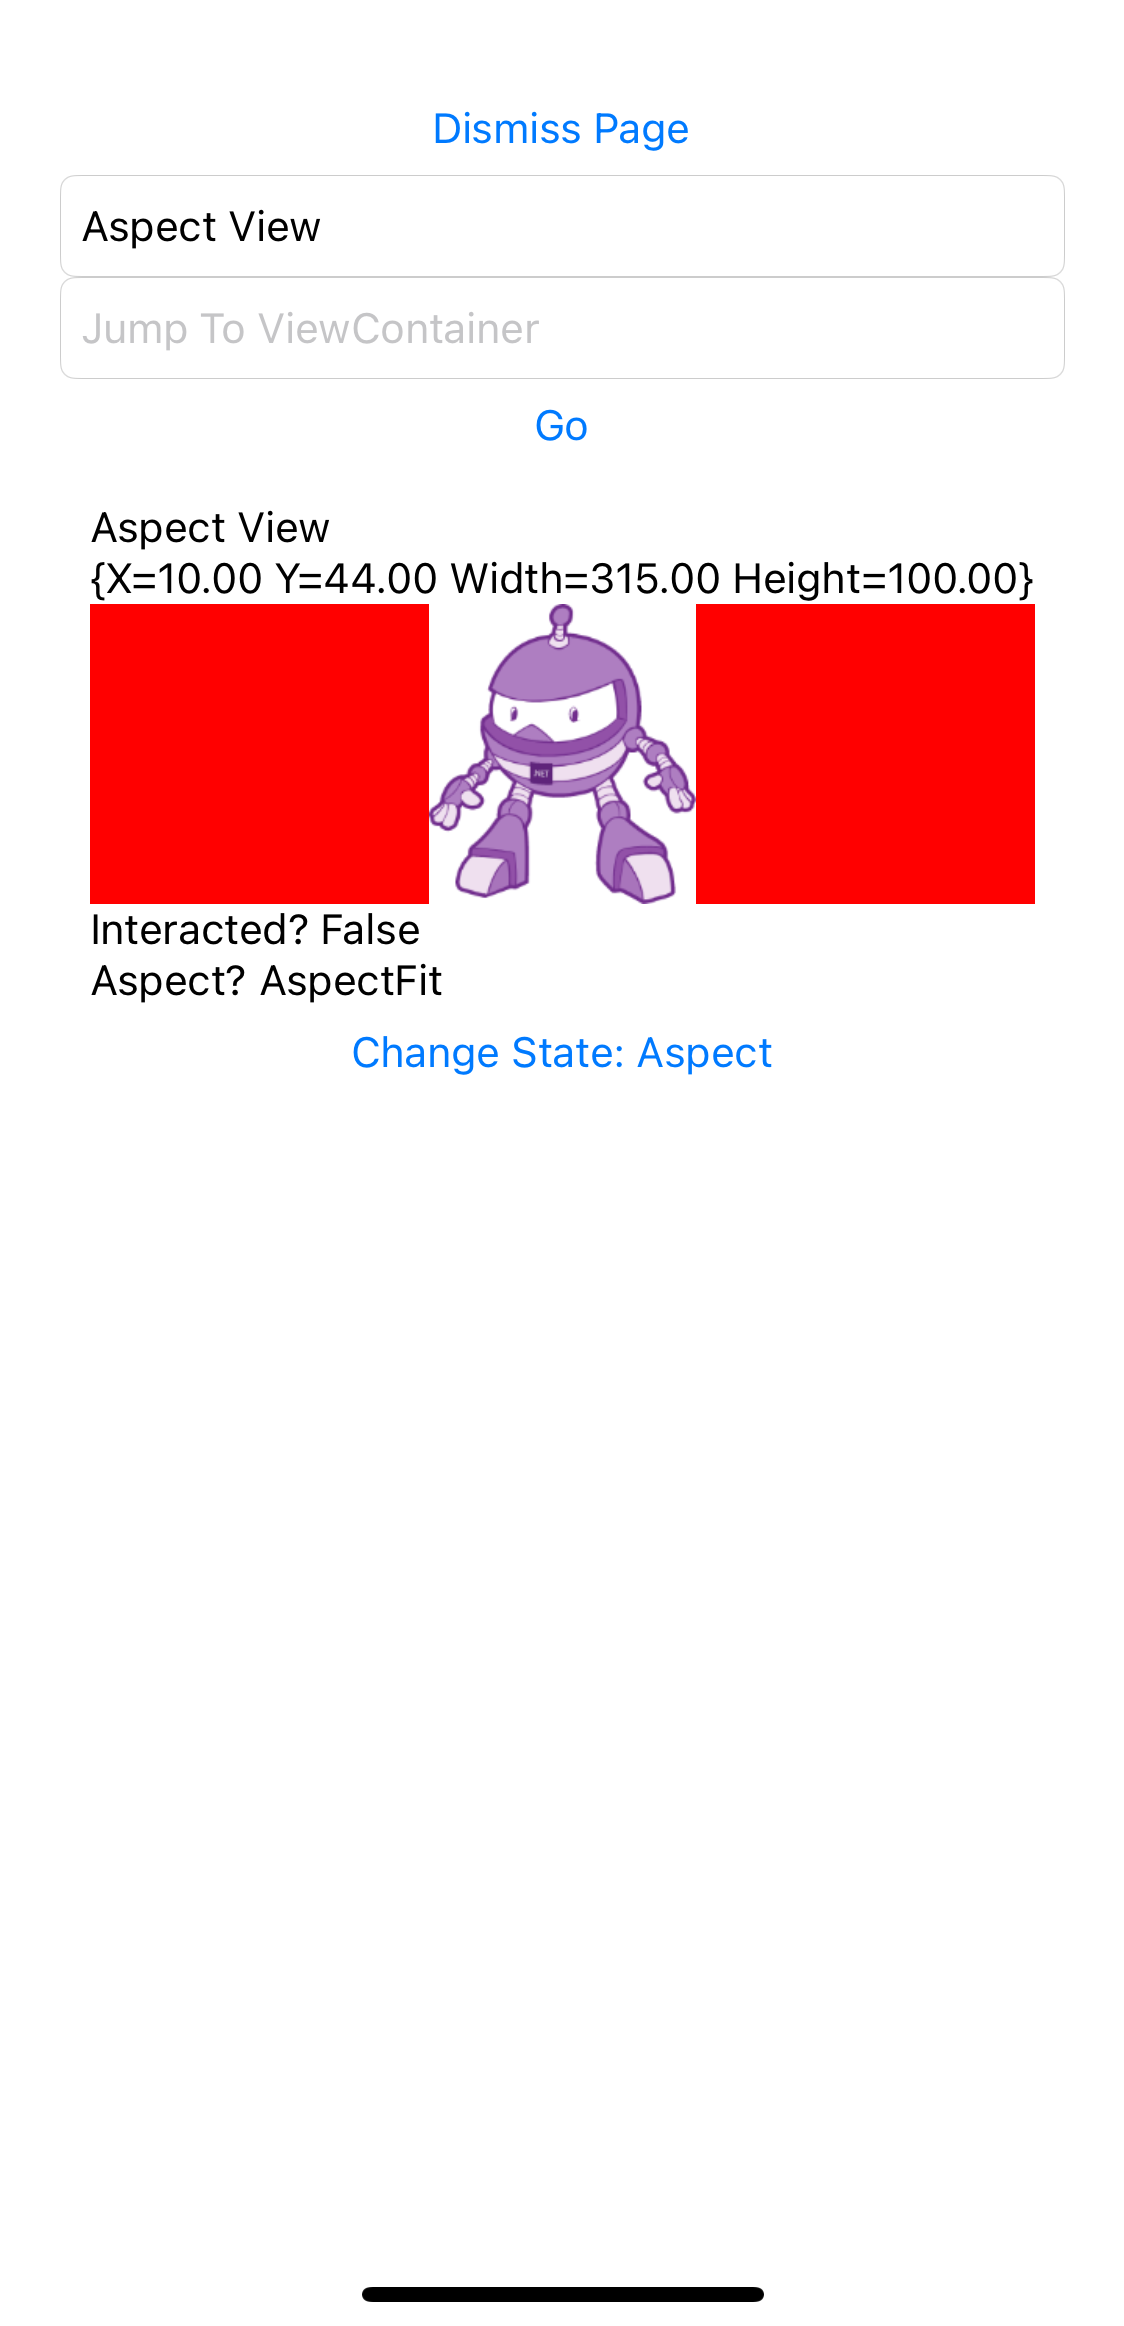 Dismiss Page
Aspect View
Jump To ViewContainer
Go
Aspect View
{X=10.00 Y=44.00 Width=315.00 Height=100.00}
.NET
Interacted? False
Aspect? AspectFit
Change State: Aspect